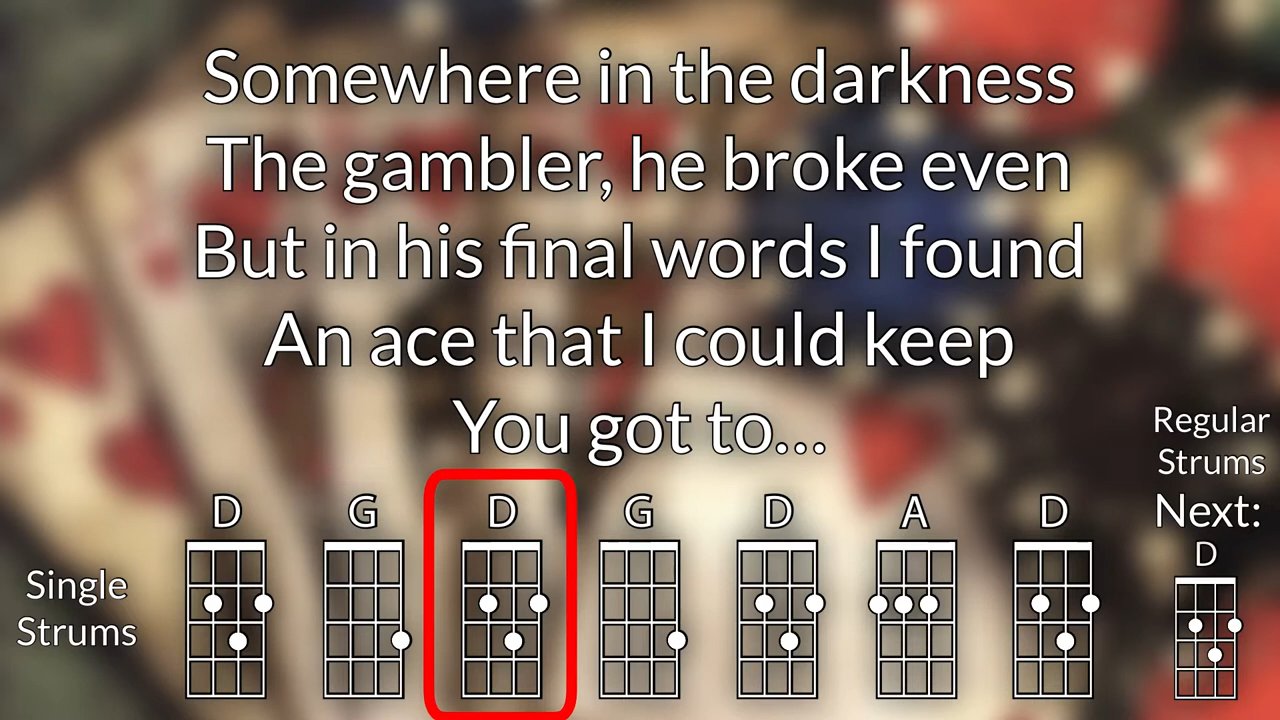 Somewhere in the darkness
The gambler, he broke even
But in his final words I found
An ace that I could keep
You got to...
Regular
Strums
Next:
D
D G D G D A D
Single
Strums